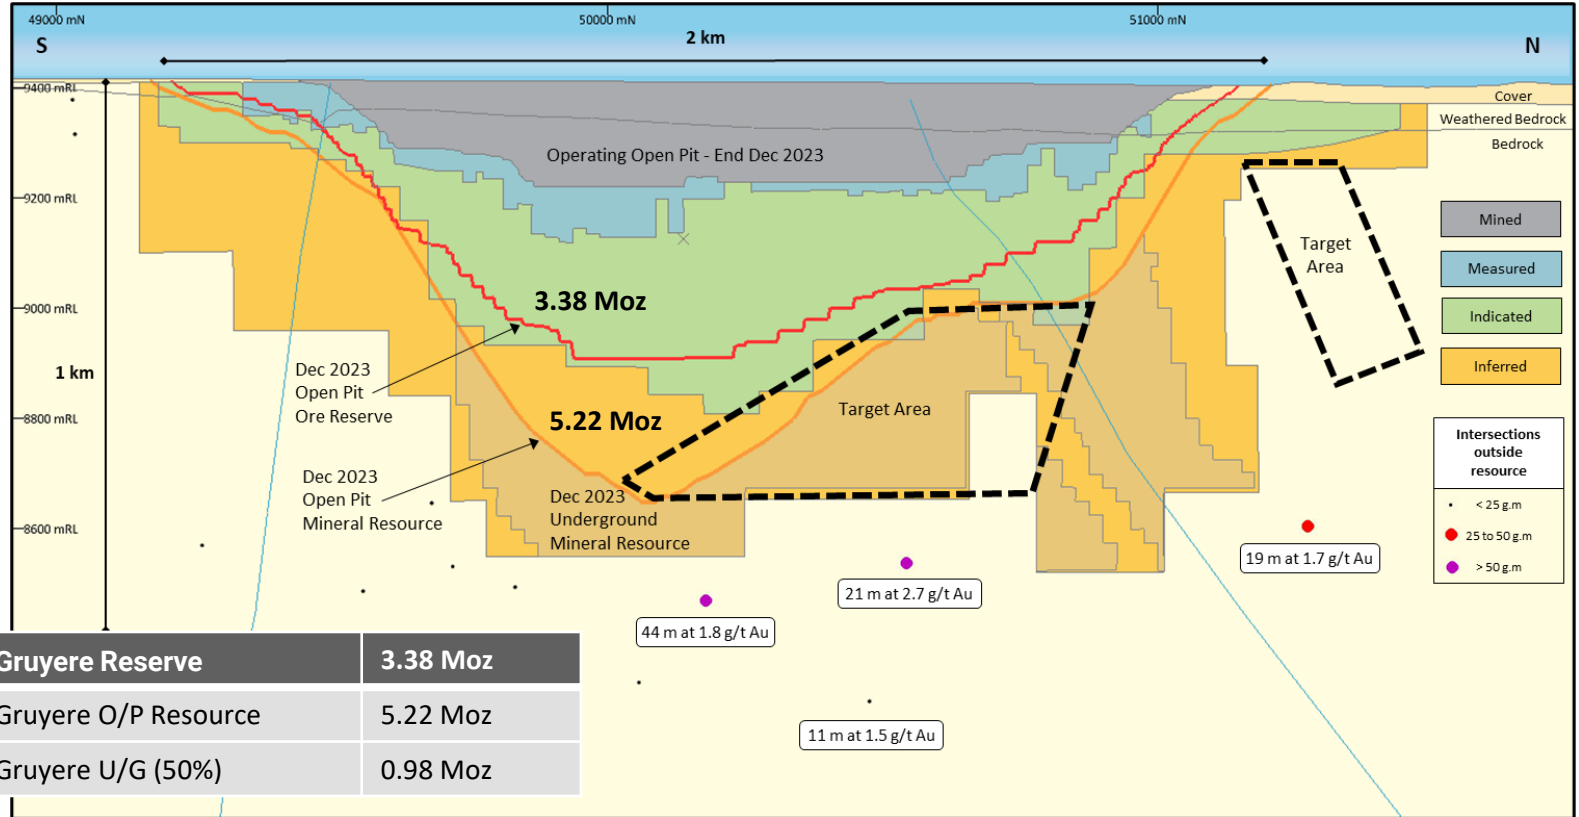 49000 mN
50000 mN
51000 mN
S
2 km
N
9400 mRL
Cover
Weathered Bedrock
Bedrock
Operating Open Pit - End Dec 2023
9200 mRL
Mined
Target
Area
Measured
3.38 Moz
9000 mRL
Indicated
Inferred
1 km
Dec 2023
Open Pit
Ore Reserve
5.22 Moz
Target Area
8800 mRL
Intersections
outside
resource
< 25 g.m
25 to 50 g.m
> 50 g.m
Dec 2023
Open Pit
Mineral Resource
Dec 2023
Underground
Mineral Resource
8600 mRL
19 m at 1.7 g/t Au
21 m at 2.7 g/t Au
44 m at 1.8 g/t Au
11 m at 1.5 g/t Au
Gruyere Reserve 3.38 Moz
Gruyere O/P Resource 5.22 Moz
Gruyere U/G (50%) 0.98 Moz